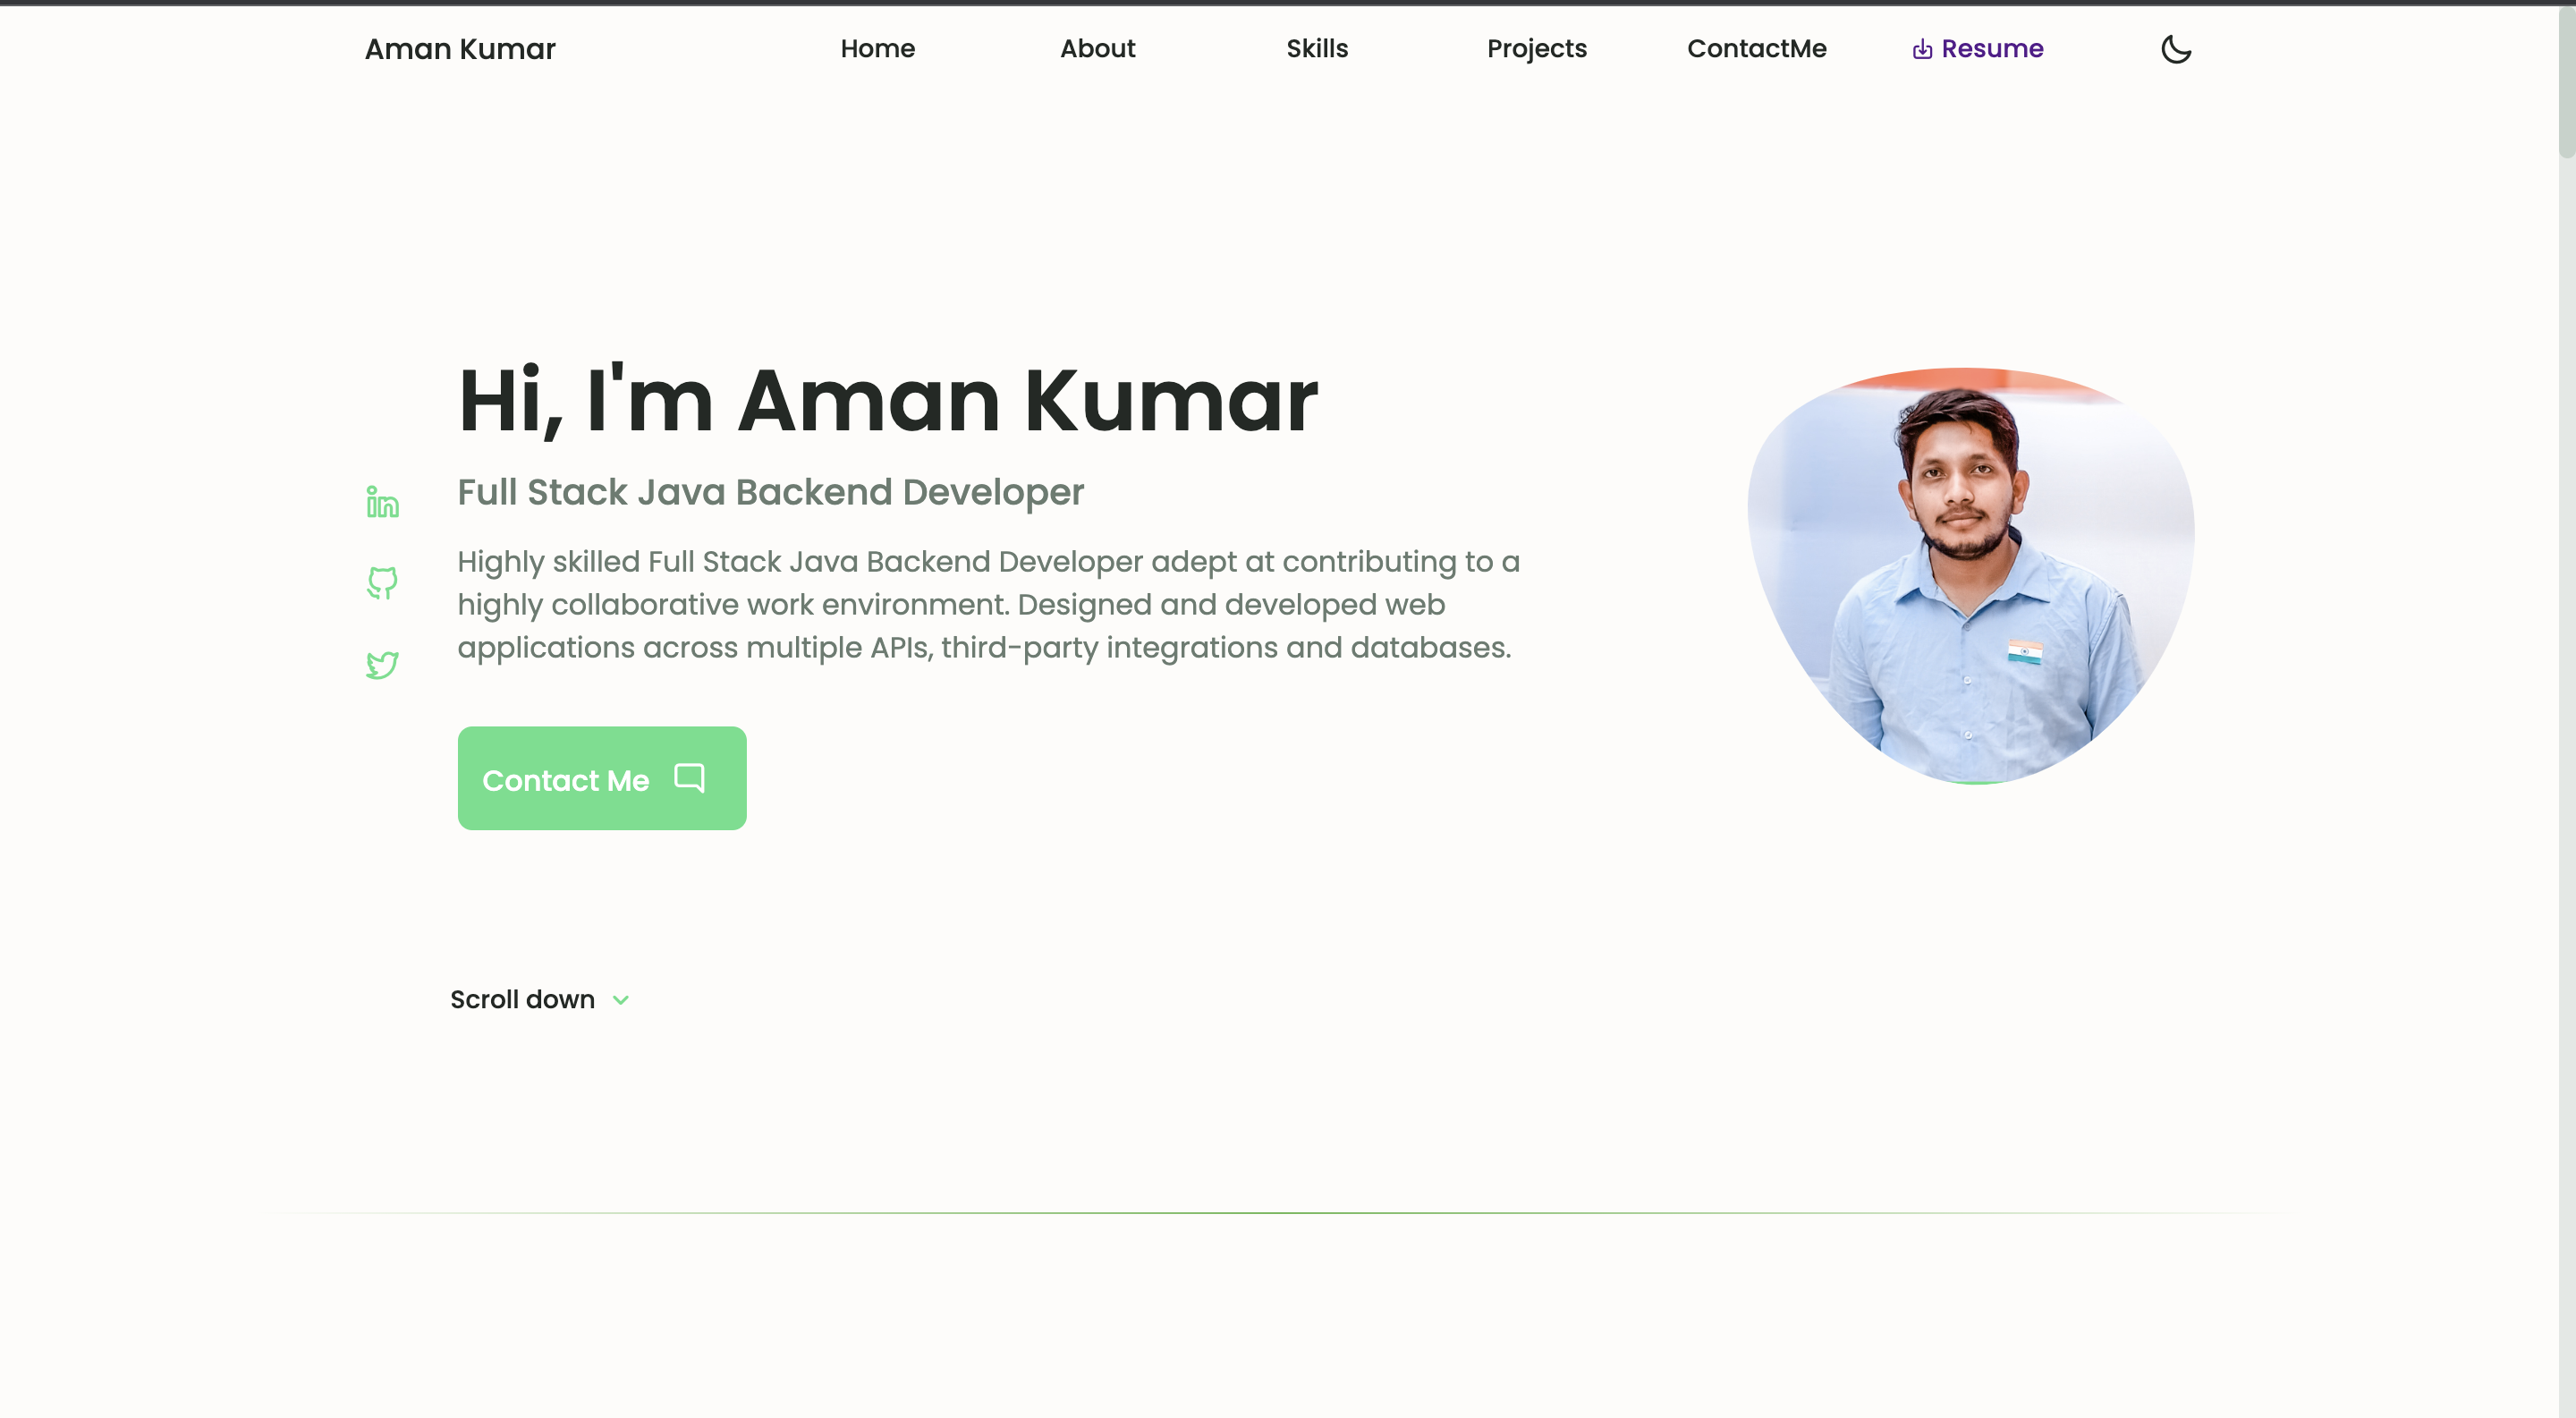 Aman Kumar
Home
About
Skills
Projects
ContactMe
Resume
Hi, I'm Aman Kumar
Full Stack Java Backend Developer
Highly skilled Full Stack Java Backend Developer adept at contributing to a
highly collaborative work environment. Designed and developed web
applications across multiple APIs, third-party integrations and databases.
Contact Me
Scroll down